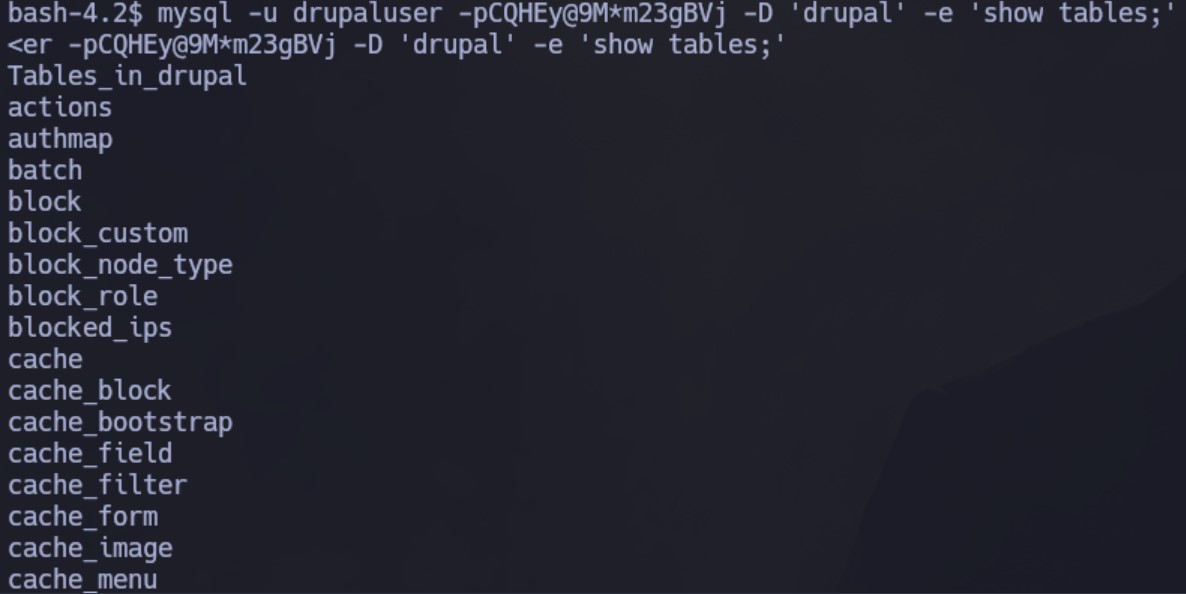 bash-4.2$ mysql -u drupaluser -pCQHEy@9M*m23gBVj -D 'drupal' -e 'show tables;'
<er -pCQHEy@9M*m23gBVj -D 'drupal' -e 'show tables;'
Tables_in_drupal
actions
authmap
batch
block
block_custom
block_node_type
block_role
blocked_ips
cache
cache_block
cache_bootstrap
cache_field
cache_filter
cache_form
cache_image
cache_menu